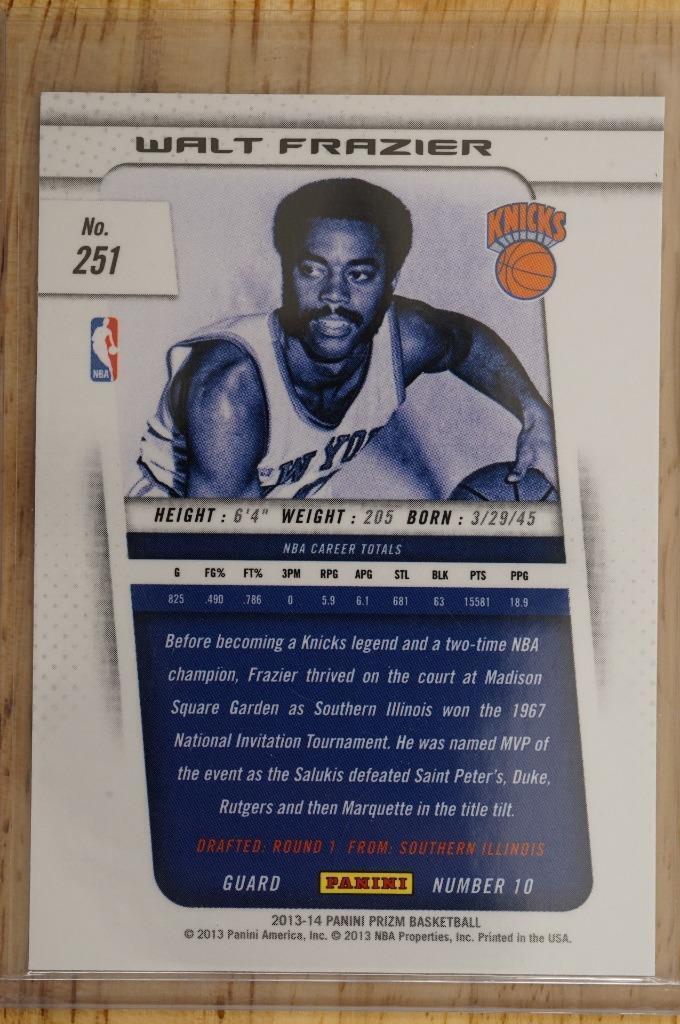 WALT FRAZIER
No.
251
KNICKS
NBA
NEW YOR
HEIGHT : 6'4" WEIGHT : 205 BORN : 3/29/45
NBA CAREER TOTALS
G FG% FT% 3PM RPG APG STL BLK PTS PPG
825 .490 .786 0 5.9 6.1 681 63 15581 18.9
Before becoming a Knicks legend and a two-time NBA
champion, Frazier thrived on the court at Madison
Square Garden as Southern Illinois won the 1967
National Invitation Tournament. He was named MVP of
the event as the Salukis defeated Saint Peter's, Duke,
Rutgers and then Marquette in the title tilt.
DRAFTED: ROUND 1 FROM: SOUTHERN ILLINOIS
GUARD PANINI NUMBER 10
2013-14 PANINI PRIZM BASKETBALL
© 2013 Panini America, Inc. © 2013 NBA Properties, Inc. Printed in the USA.